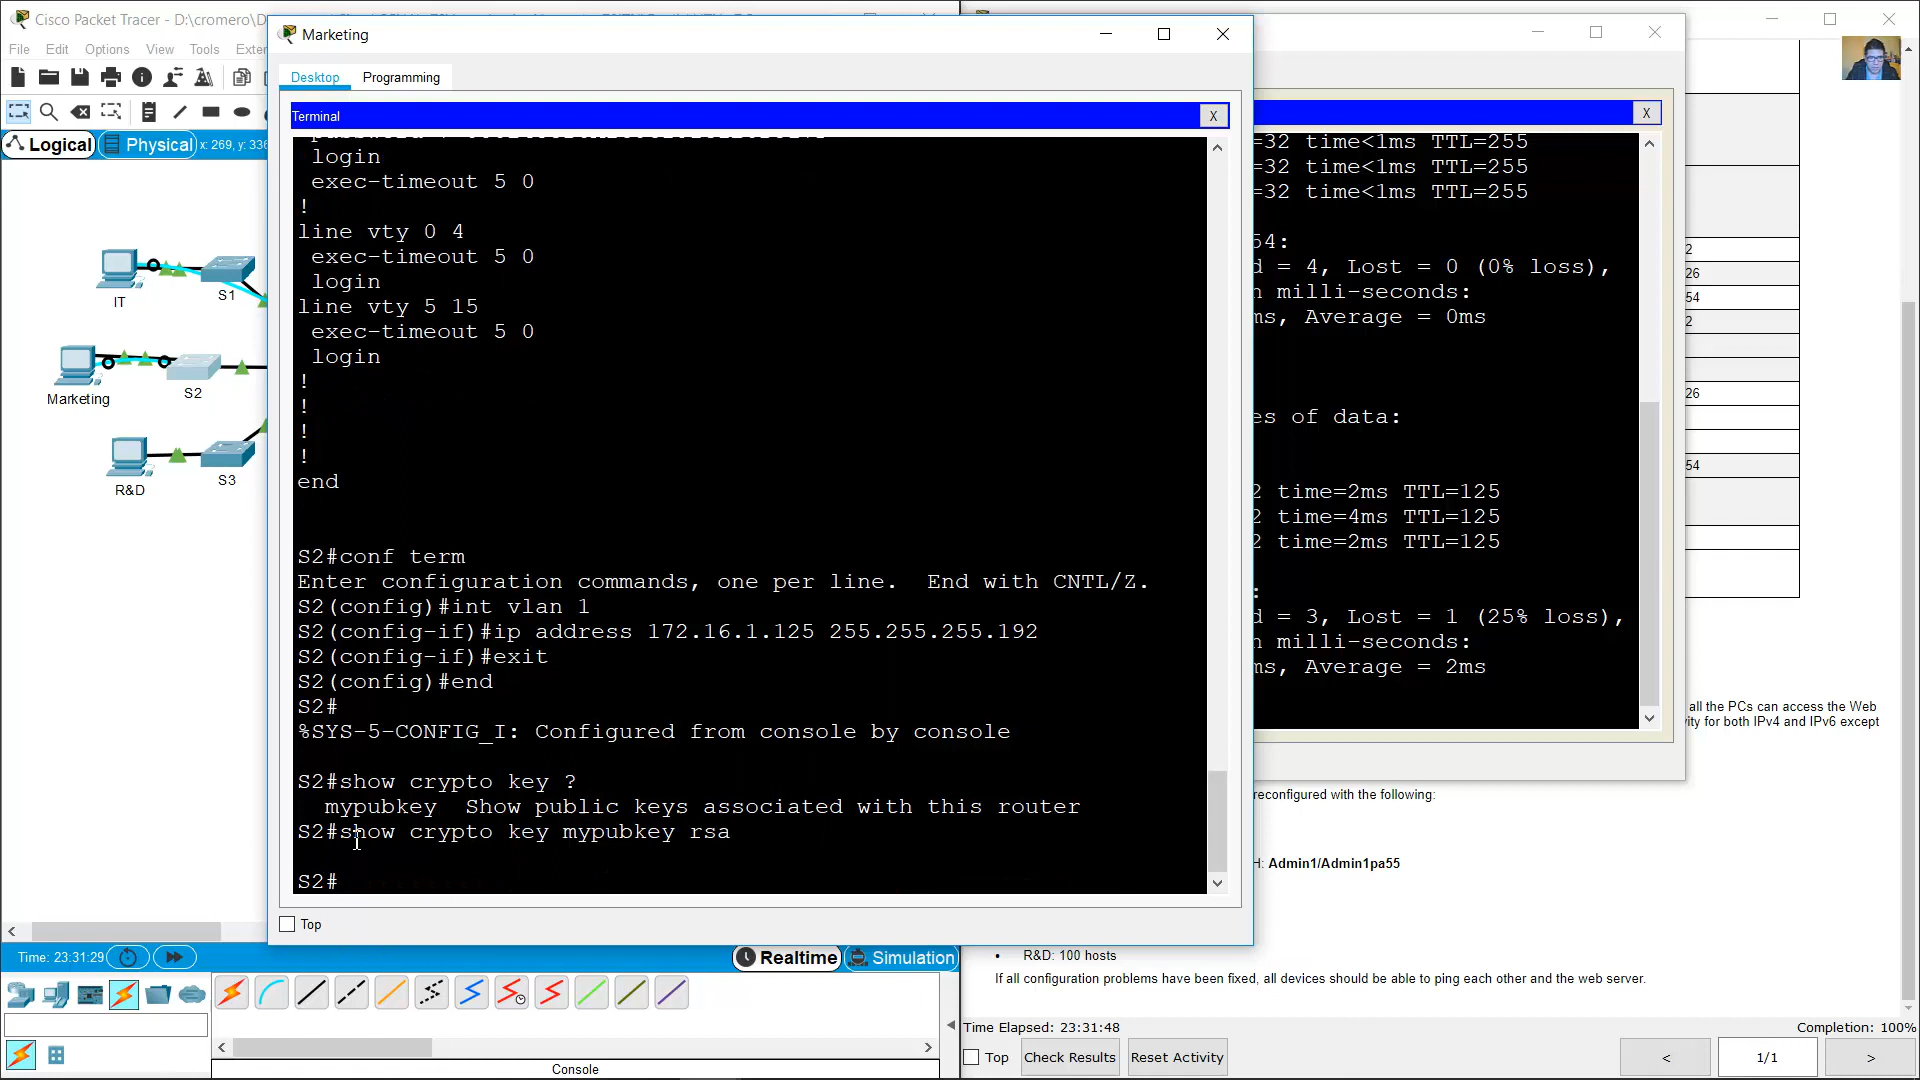 Cisco Packet Tracer - D:\cromero\D
File Edit Options View Tools Exter
Logical
Physical
x: 269, y: 336
IT
S1
Marketing
S2
R&D
S3
Marketing
Desktop
Programming
Terminal
X
login
exec-timeout 5 0
!
line vty 0 4
exec-timeout 5 0
login
line vty 5 15
exec-timeout 5 0
login
!
!
!
!
end
S2#conf term
Enter configuration commands, one per line.  End with CNTL/Z.
S2(config)#int vlan 1
S2(config-if)#ip address 172.16.1.125 255.255.255.192
S2(config-if)#exit
S2(config)#end
S2#
%SYS-5-CONFIG_I: Configured from console by console
S2#show crypto key ?
mypubkey  Show public keys associated with this router
S2#show crypto key mypubkey rsa
S2#
Top
X
=32 time<1ms TTL=255
=32 time<1ms TTL=255
=32 time<1ms TTL=255
54:
d = 4, Lost = 0 (0% loss),
n milli-seconds:
ms, Average = 0ms
es of data:
2 time=2ms TTL=125
2 time=4ms TTL=125
2 time=2ms TTL=125
:
d = 3, Lost = 1 (25% loss),
n milli-seconds:
ms, Average = 2ms
2
26
54
2
26
54
all the PCs can access the Web
ity for both IPv4 and IPv6 except
reconfigured with the following:
H: Admin1/Admin1pa55
• R&D: 100 hosts
If all configuration problems have been fixed, all devices should be able to ping each other and the web server.
Time: 23:31:29
Realtime
Simulation
Console
Time Elapsed: 23:31:48
Completion: 100%
Top
Check Results
Reset Activity
<
1/1
>